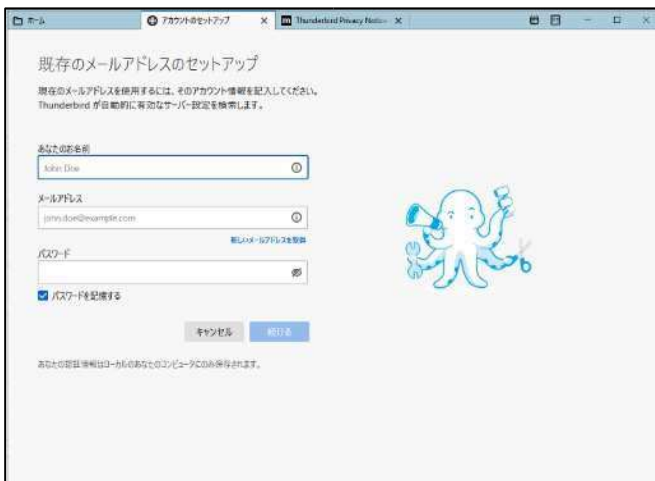 ホーム
アカウントのセットアップ
Thunderbird Privacy Notice
既存のメールアドレスのセットアップ
現在のメールアドレスを使用するには、そのアカウント情報を記入してください。
Thunderbird が自動的に有効なサーバー設定を検索します。
あなたのお名前
John Doe
メールアドレス
john.doe@example.com
新しいメールアドレスを取得
パスワード
パスワードを記憶する
キャンセル
続ける
あなたの認証情報はローカルのあなたのコンピュータにのみ保存されます。